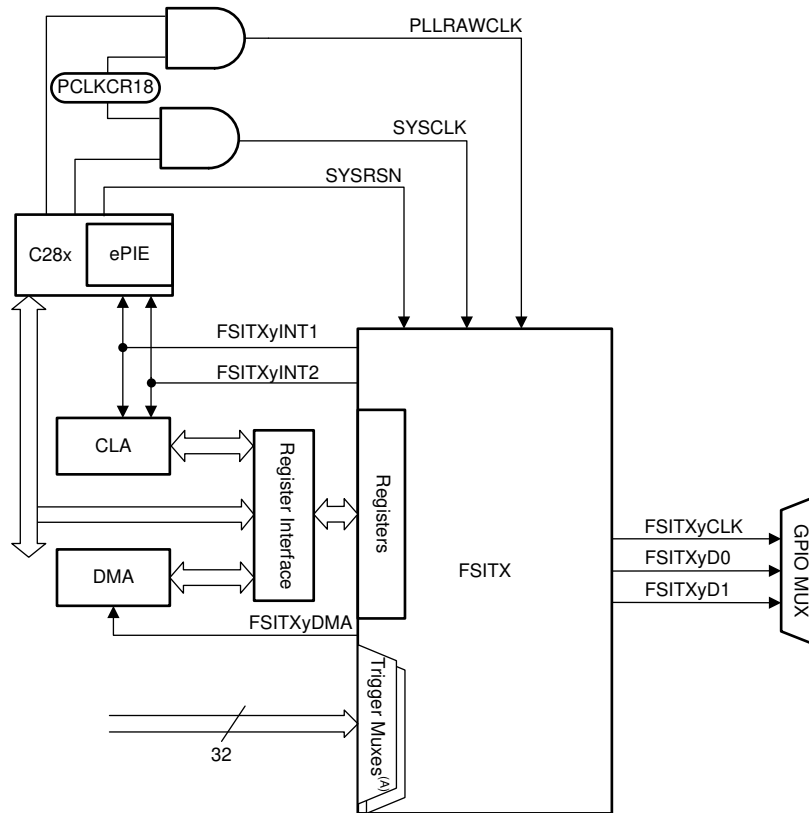 PLLRAWCLK
PCLKCR18
SYSCLK
SYSRSN
C28x
ePIE
FSITXyINT1
FSITXyINT2
CLA
Register Interface
Registers
FSITX
DMA
FSITXyDMA
FSITXyCLK
FSITXyD0
FSITXyD1
GPIO MUX
Trigger Muxes(A)
32